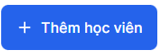 + Thêm học viên